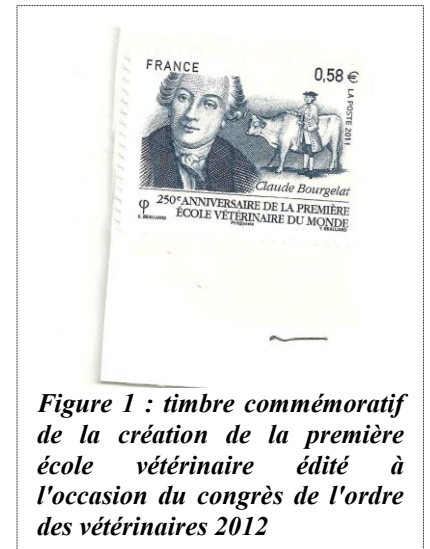 FRANCE
0,58 €
LA POSTE 2011
Claude Bourgelat
φ 250e ANNIVERSAIRE DE LA PREMIÈRE
ÉCOLE VÉTÉRINAIRE DU MONDE
Figure 1 : timbre commémoratif
de la création de la première
école vétérinaire édité à
l'occasion du congrès de l'ordre
des vétérinaires 2012